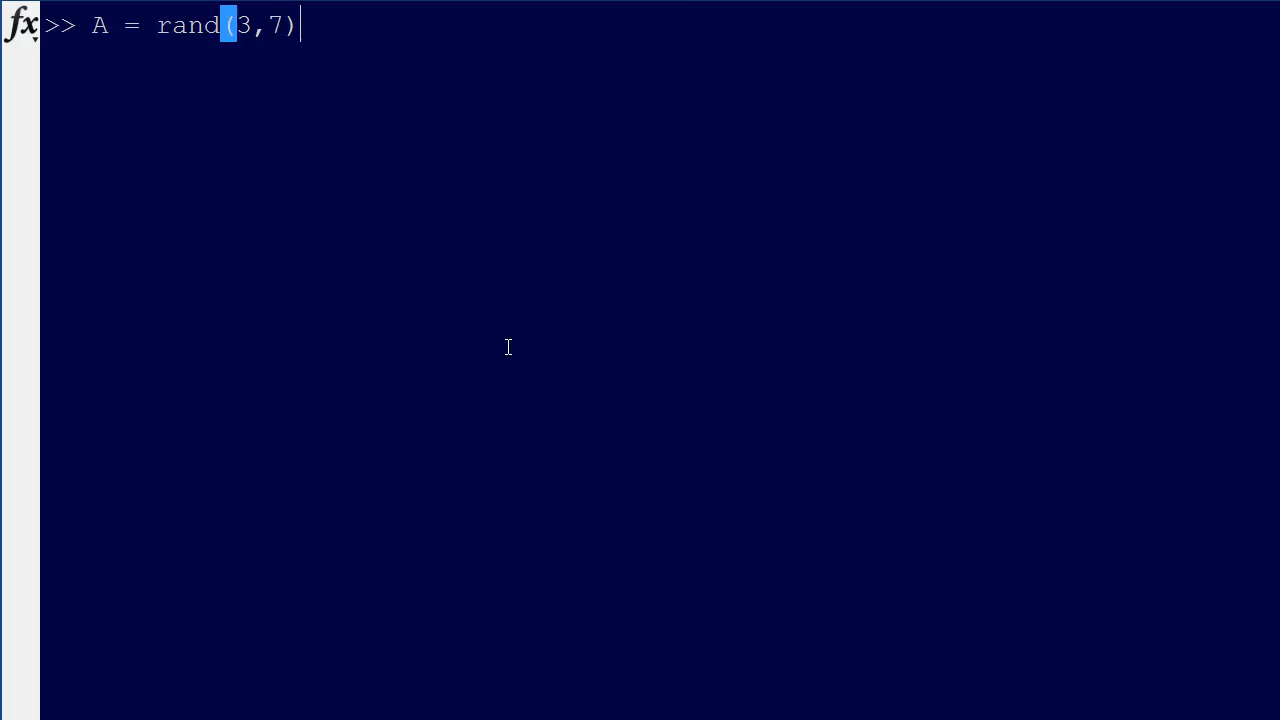 fx >> A = rand(3,7)